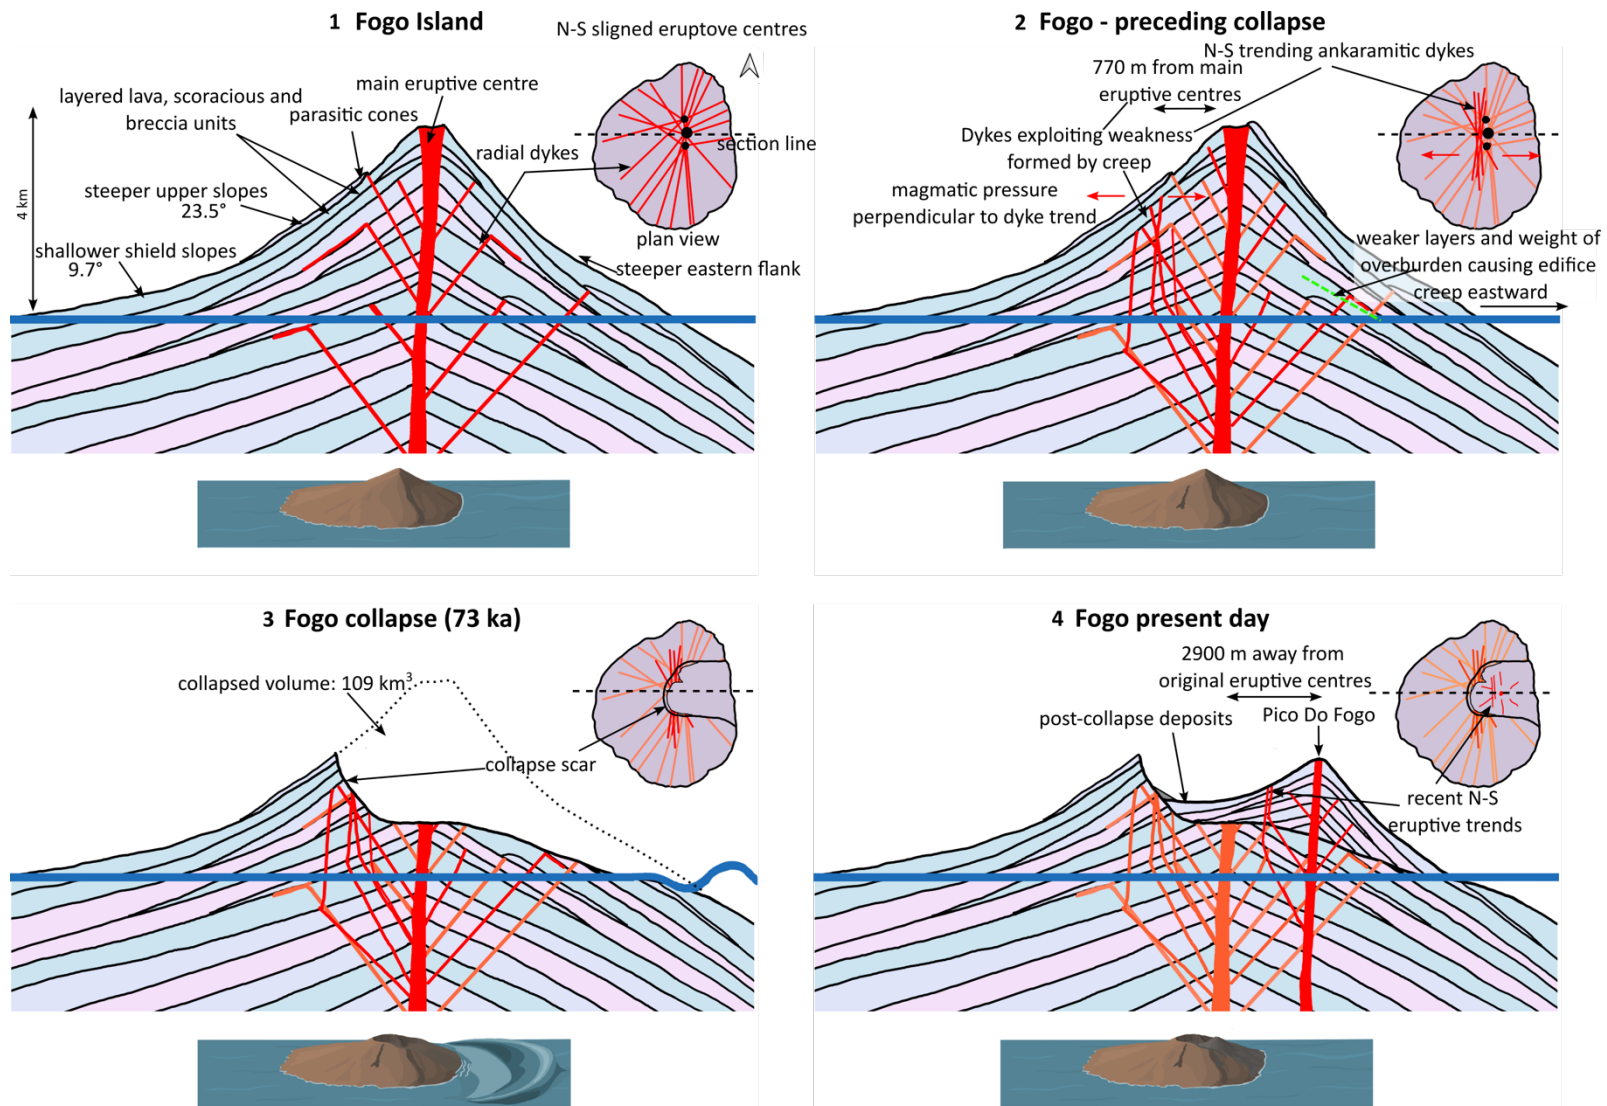 1 Fogo Island
N-S sligned eruptove centres
main eruptive centre
layered lava, scoracious and
breccia units
parasitic cones
radial dykes
section line
steeper upper slopes
23.5°
4 km
plan view
shallower shield slopes
9.7°
steeper eastern flank
2 Fogo - preceding collapse
N-S trending ankaramitic dykes
770 m from main
eruptive centres
Dykes exploiting weakness
formed by creep
magmatic pressure
perpendicular to dyke trend
weaker layers and weight of
overburden causing edifice
creep eastward
3 Fogo collapse (73 ka)
collapsed volume: 109 km³
collapse scar
4 Fogo present day
2900 m away from
original eruptive centres
post-collapse deposits
Pico Do Fogo
recent N-S
eruptive trends